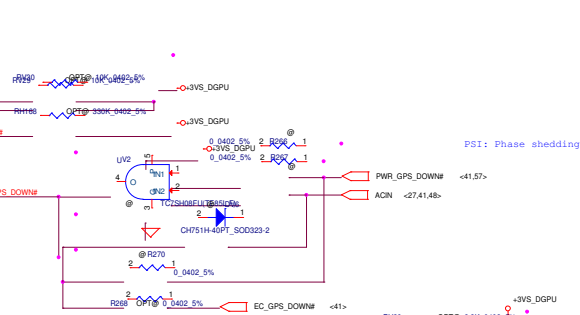 OPT@ 10K_0402_5%
+3VS_DGPU
RH168 OPT@ 330K_0402_5%
+3VS_DGPU
@
0_0402_5% 2 R266 1
PSI: Phase shedding
+3VS_DGPU
0_0402_5% 2 R267 1
@
UV2
5
IN1 1
4 O
IN2 2
PWR_GPS_DOWN# <41,57>
PS_DOWN#
ACIN <27,41,48>
@ 3
2 1
CH751H-40PT_SOD323-2
@ R270
2 1
0_0402_5%
2 1
R268 OPT@ 0_0402_5%
EC_GPS_DOWN# <41>
+3VS_DGPU